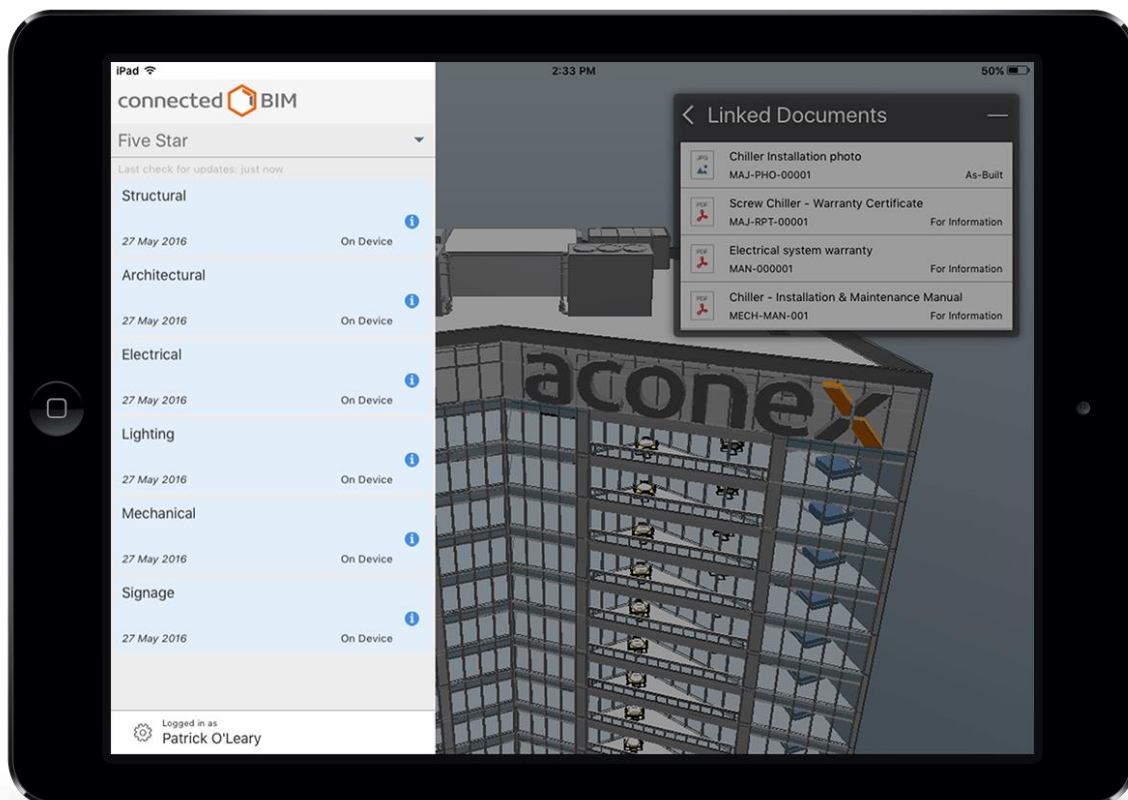 iPad
2:33 PM
50%
connected BIM
Five Star
Last check for updates: just now
Structural
27 May 2016 On Device
Architectural
27 May 2016 On Device
Electrical
27 May 2016 On Device
Lighting
27 May 2016 On Device
Mechanical
27 May 2016 On Device
Signage
27 May 2016 On Device
Logged in as
Patrick O'Leary
Linked Documents
JPG
Chiller Installation photo
MAJ-PHO-00001 As-Built
PDF
Screw Chiller - Warranty Certificate
MAJ-RPT-00001 For Information
PDF
Electrical system warranty
MAN-000001 For Information
PDF
Chiller - Installation & Maintenance Manual
MECH-MAN-001 For Information
aconex